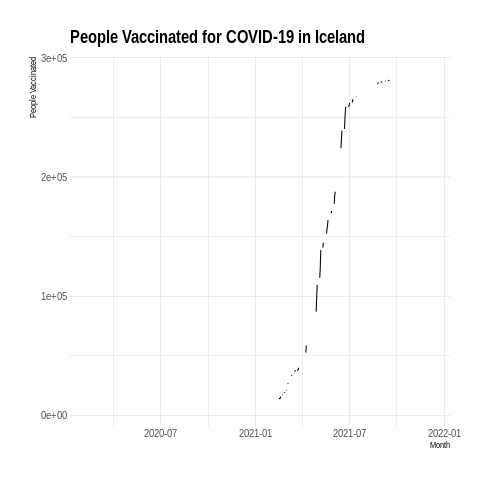 People Vaccinated for COVID-19 in Iceland
People Vaccinated
3e+05
2e+05
1e+05
0e+00
2020-07
2021-01
2021-07
2022-01
Month